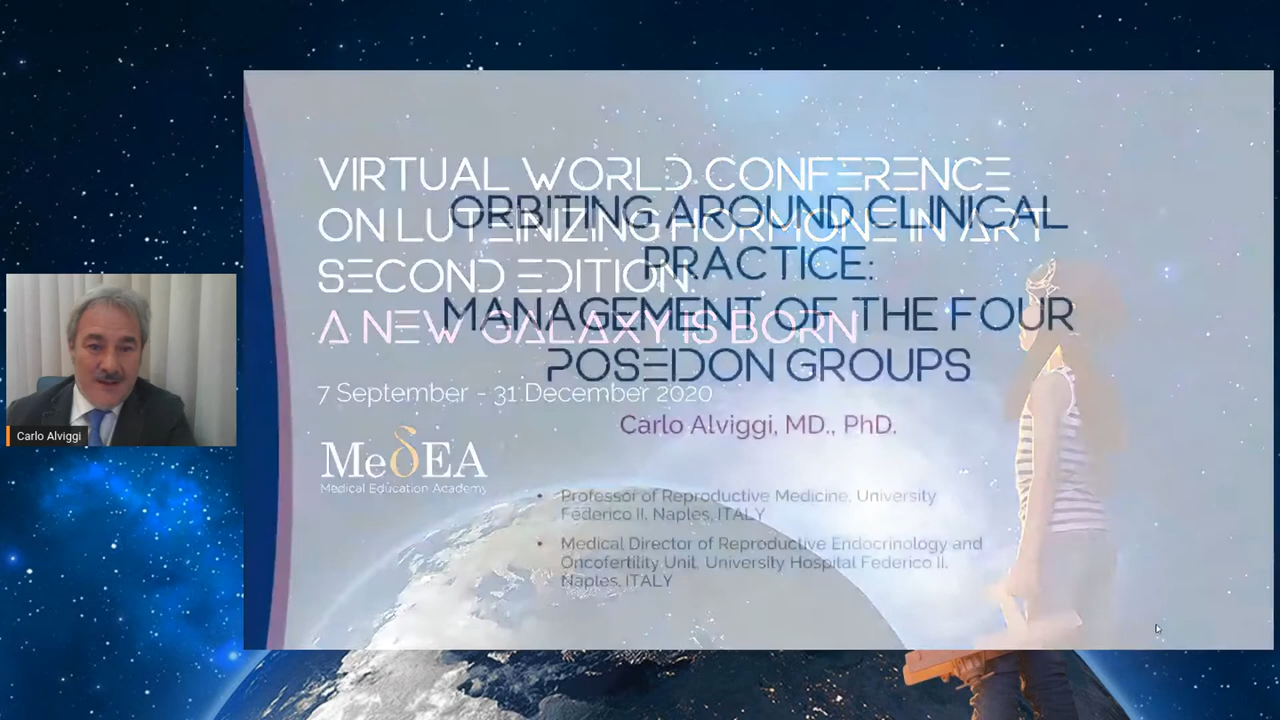 VIRTUAL WORLD CONFERENCE
ON LUTEINIZING HORMONE IN ART
SECOND EDITION:
A NEW GALAXY IS BORN
7 September - 31 December 2020
MeδEA
Medical Education Academy
ORBITING AROUND CLINICAL
PRACTICE:
MANAGEMENT OF THE FOUR
POSEIDON GROUPS
Carlo Alviggi, MD., PhD.
• Professor of Reproductive Medicine, University
Federico II, Naples, ITALY
• Medical Director of Reproductive Endocrinology and
Oncofertility Unit, University Hospital Federico II,
Naples, ITALY
Carlo Alviggi